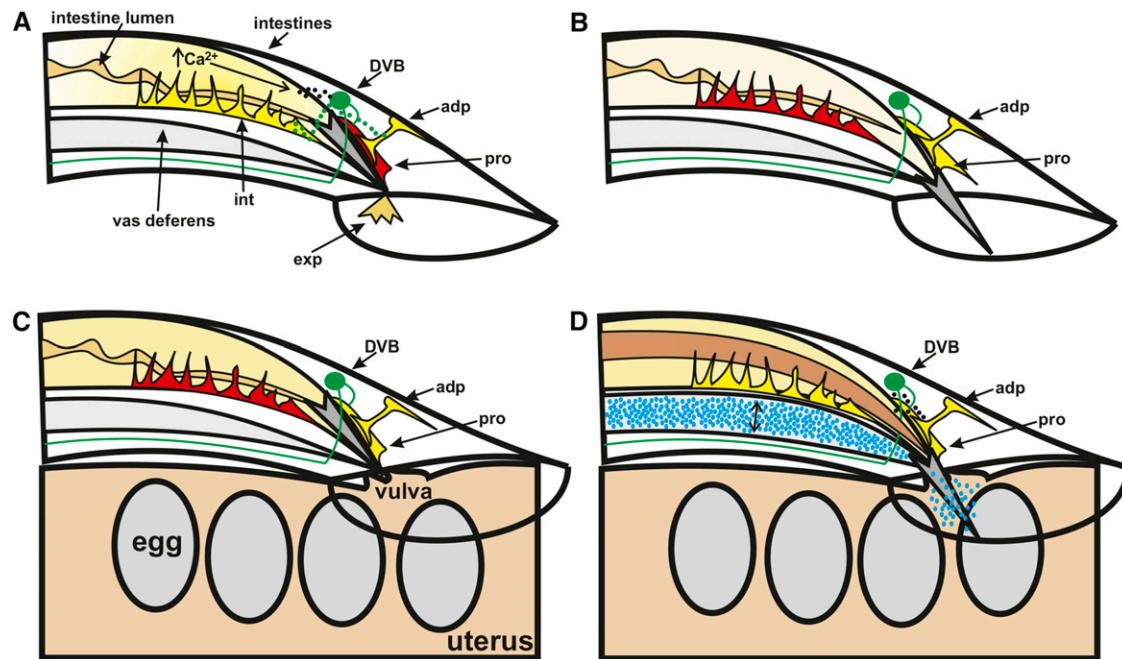 A
intestine lumen
intestines
↑Ca²⁺
DVB
adp
pro
int
vas deferens
exp
B
adp
pro
C
DVB
adp
pro
vulva
egg
uterus
D
DVB
adp
pro